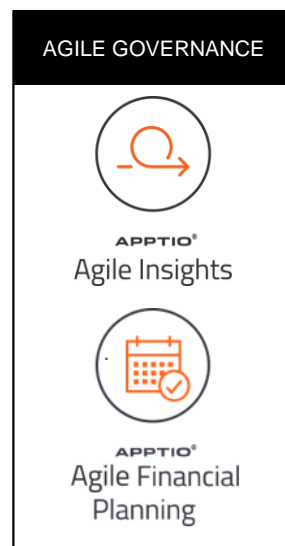 AGILE GOVERNANCE
APPTIO®
Agile Insights
APPTIO®
Agile Financial
Planning